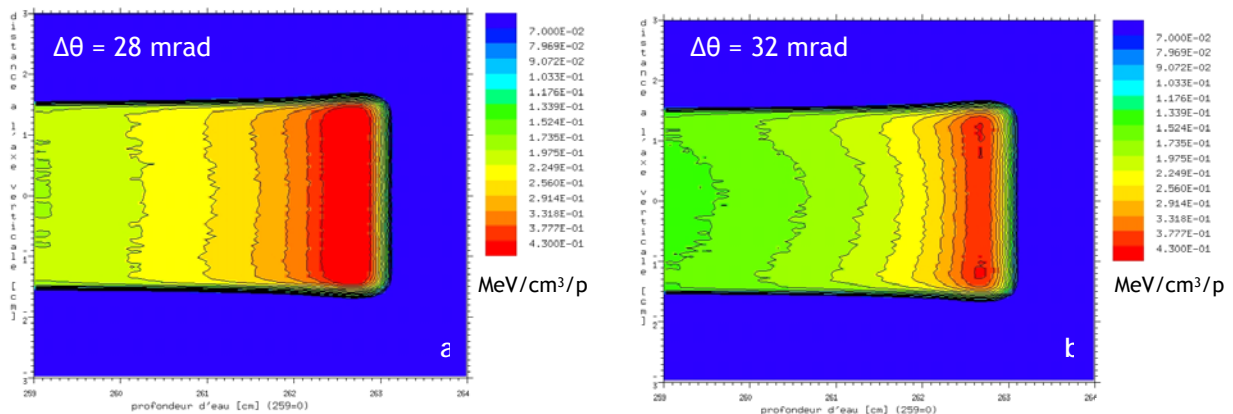 Δθ = 28 mrad
distance a l'axe verticale [cm]
3
2
1
0
1
2
3
259
260
261
262
263
264
profondeur d'eau [cm] (259=0)
a
7.000E-02
7.969E-02
9.072E-02
1.033E-01
1.176E-01
1.339E-01
1.524E-01
1.735E-01
1.975E-01
2.249E-01
2.560E-01
2.914E-01
3.318E-01
3.777E-01
4.300E-01
MeV/cm³/p
Δθ = 32 mrad
distance a l'axe verticale [cm]
3
2
1
0
1
2
3
259
260
261
262
263
264
profondeur d'eau [cm] (259=0)
b
7.000E-02
7.969E-02
9.072E-02
1.033E-01
1.176E-01
1.339E-01
1.524E-01
1.735E-01
1.975E-01
2.249E-01
2.560E-01
2.914E-01
3.318E-01
3.777E-01
4.300E-01
MeV/cm³/p